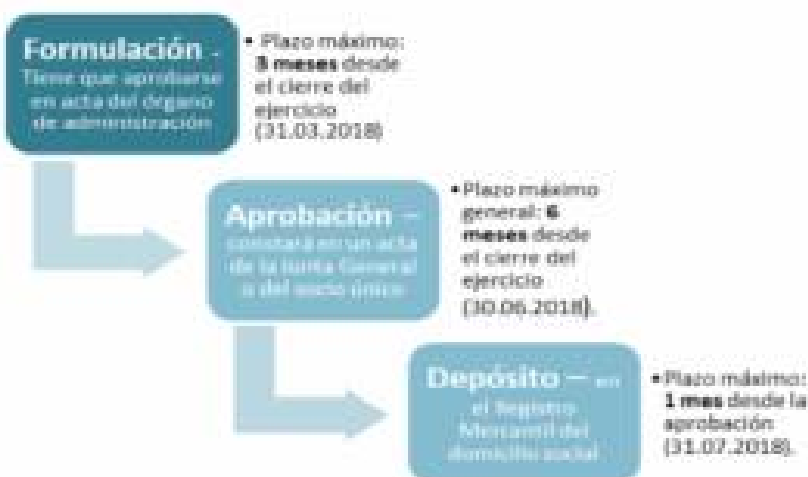 Formulación -
Tiene que aprobarse
en acta del órgano
de administración
• Plazo máximo:
3 meses desde
el cierre del
ejercicio
(31.03.2018)
Aprobación –
constará en un acta
de la Junta General
o del socio único
• Plazo máximo
general: 6
meses desde
el cierre del
ejercicio
(30.06.2018).
Depósito – en
el Registro
Mercantil del
domicilio social
• Plazo máximo:
1 mes desde la
aprobación
(31.07.2018).